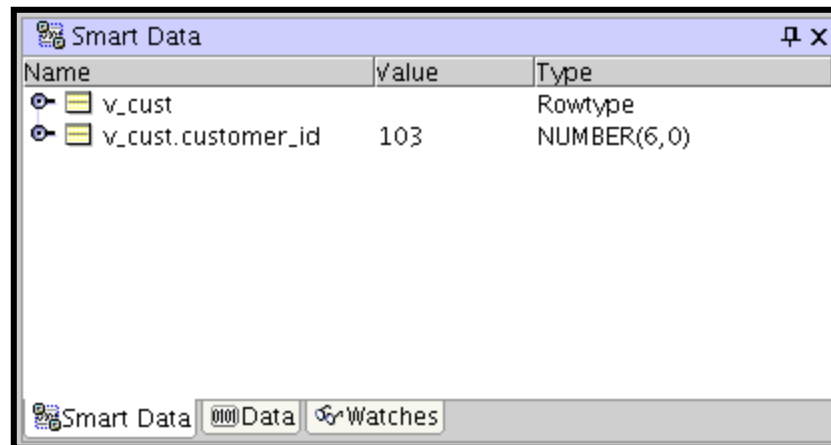 Smart Data
Name Value Type
v_cust Rowtype
v_cust.customer_id 103 NUMBER(6,0)
Smart Data Data Watches